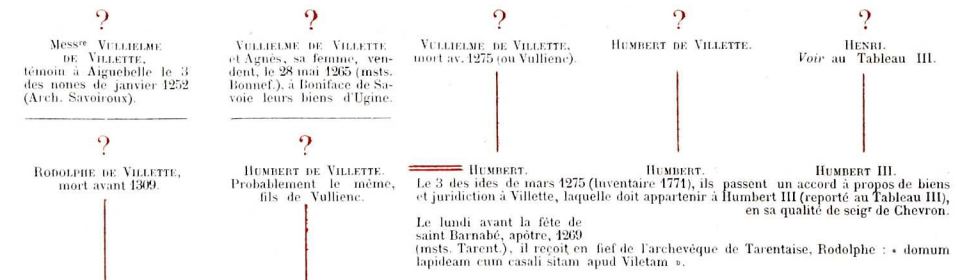 ?
Mess<sup>re</sup> VULLIELME
DE VILLETTE,
témoin à Aiguebelle le 3
des nones de janvier 1252
(Arch. Savoiroux).
?
VULLIELME DE VILLETTE
et Agnès, sa femme, ven-
dent, le 28 mai 1265 (msts.
Bonnef.), à Boniface de Sa-
voie leurs biens d'Ugine.
?
VULLIELME DE VILLETTE,
mort av. 1275 (ou Vullienc).
?
HUMBERT DE VILLETTE.
?
HENRI.
Voir au Tableau III.
?
RODOLPHE DE VILLETTE,
mort avant 1309.
?
HUMBERT DE VILLETTE.
Probablement le même,
fils de Vullienc.
HUMBERT. HUMBERT. HUMBERT III.
Le 3 des ides de mars 1275 (Inventaire 1771), ils passent un accord à propos de biens
et juridiction à Villette, laquelle doit appartenir à Humbert III (reporté au Tableau III),
en sa qualité de seig<sup>r</sup> de Chevron.
Le lundi avant la fête de
saint Barnabé, apôtre, 1269
(msts. Tarent.), il reçoit en fief de l'archevêque de Tarentaise, Rodolphe : « domum
lapideam cum casali sitam apud Viletam ».